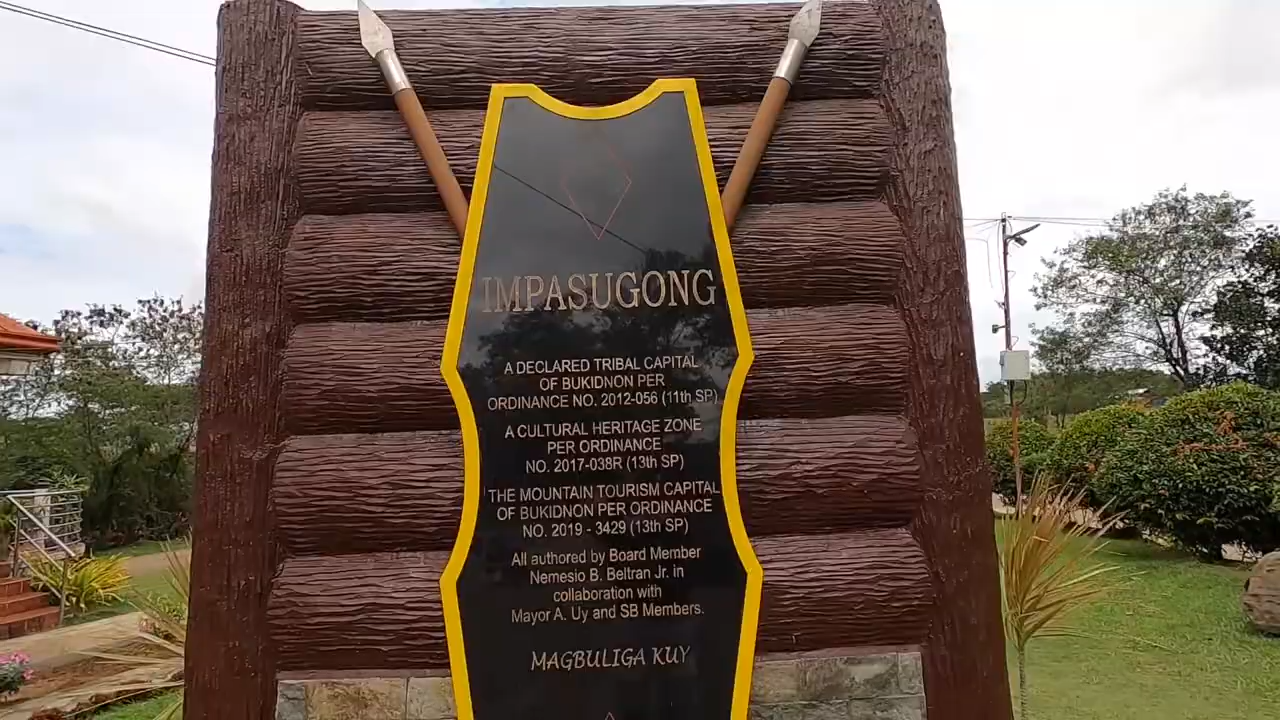 IMPASUGONG
A DECLARED TRIBAL CAPITAL
OF BUKIDNON PER
ORDINANCE NO. 2012-056 (11th SP)
A CULTURAL HERITAGE ZONE
PER ORDINANCE
NO. 2017-038R (13th SP)
THE MOUNTAIN TOURISM CAPITAL
OF BUKIDNON PER ORDINANCE
NO. 2019 - 3429 (13th SP)
All authored by Board Member
Nemesio B. Beltran Jr. in
collaboration with
Mayor A. Uy and SB Members.
MAGBULIGA KUY